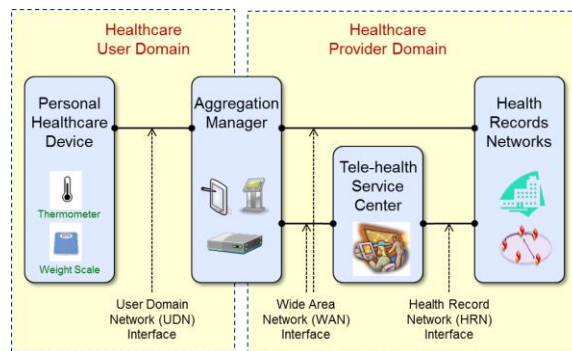 Healthcare
User Domain
Healthcare
Provider Domain
Personal
Healthcare
Device
Thermometer
Weight Scale
Aggregation
Manager
Tele-health
Service
Center
Health
Records
Networks
User Domain
Network (UDN)
Interface
Wide Area
Network (WAN)
Interface
Health Record
Network (HRN)
Interface